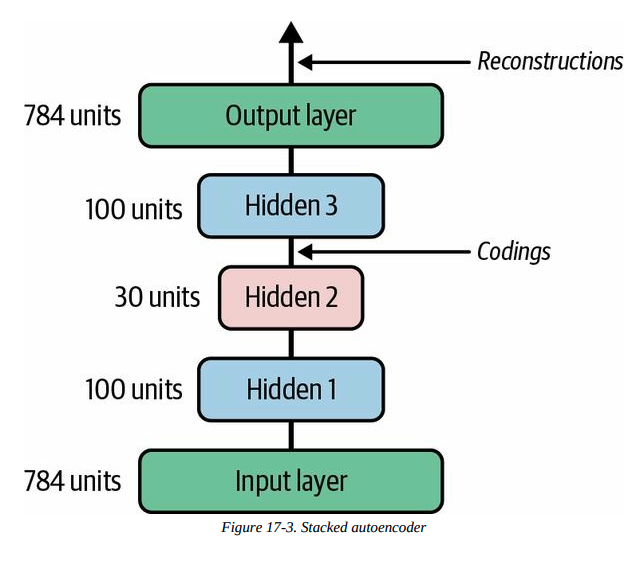 Reconstructions
784 units
Output layer
100 units
Hidden 3
Codings
30 units
Hidden 2
100 units
Hidden 1
784 units
Input layer
Figure 17-3. Stacked autoencoder